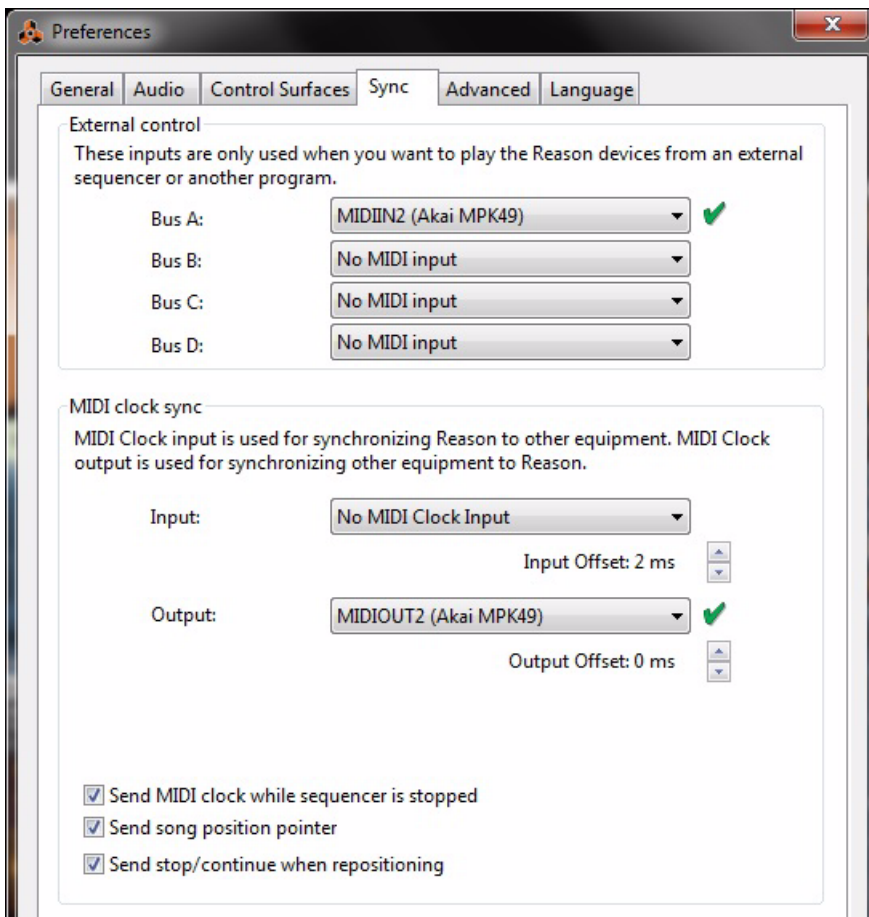 Preferences
General Audio Control Surfaces Sync Advanced Language
External control
These inputs are only used when you want to play the Reason devices from an external
sequencer or another program.
Bus A: MIDIIN2 (Akai MPK49)
Bus B: No MIDI input
Bus C: No MIDI input
Bus D: No MIDI input
MIDI clock sync
MIDI Clock input is used for synchronizing Reason to other equipment. MIDI Clock
output is used for synchronizing other equipment to Reason.
Input: No MIDI Clock Input
Input Offset: 2 ms
Output: MIDIOUT2 (Akai MPK49)
Output Offset: 0 ms
Send MIDI clock while sequencer is stopped
Send song position pointer
Send stop/continue when repositioning